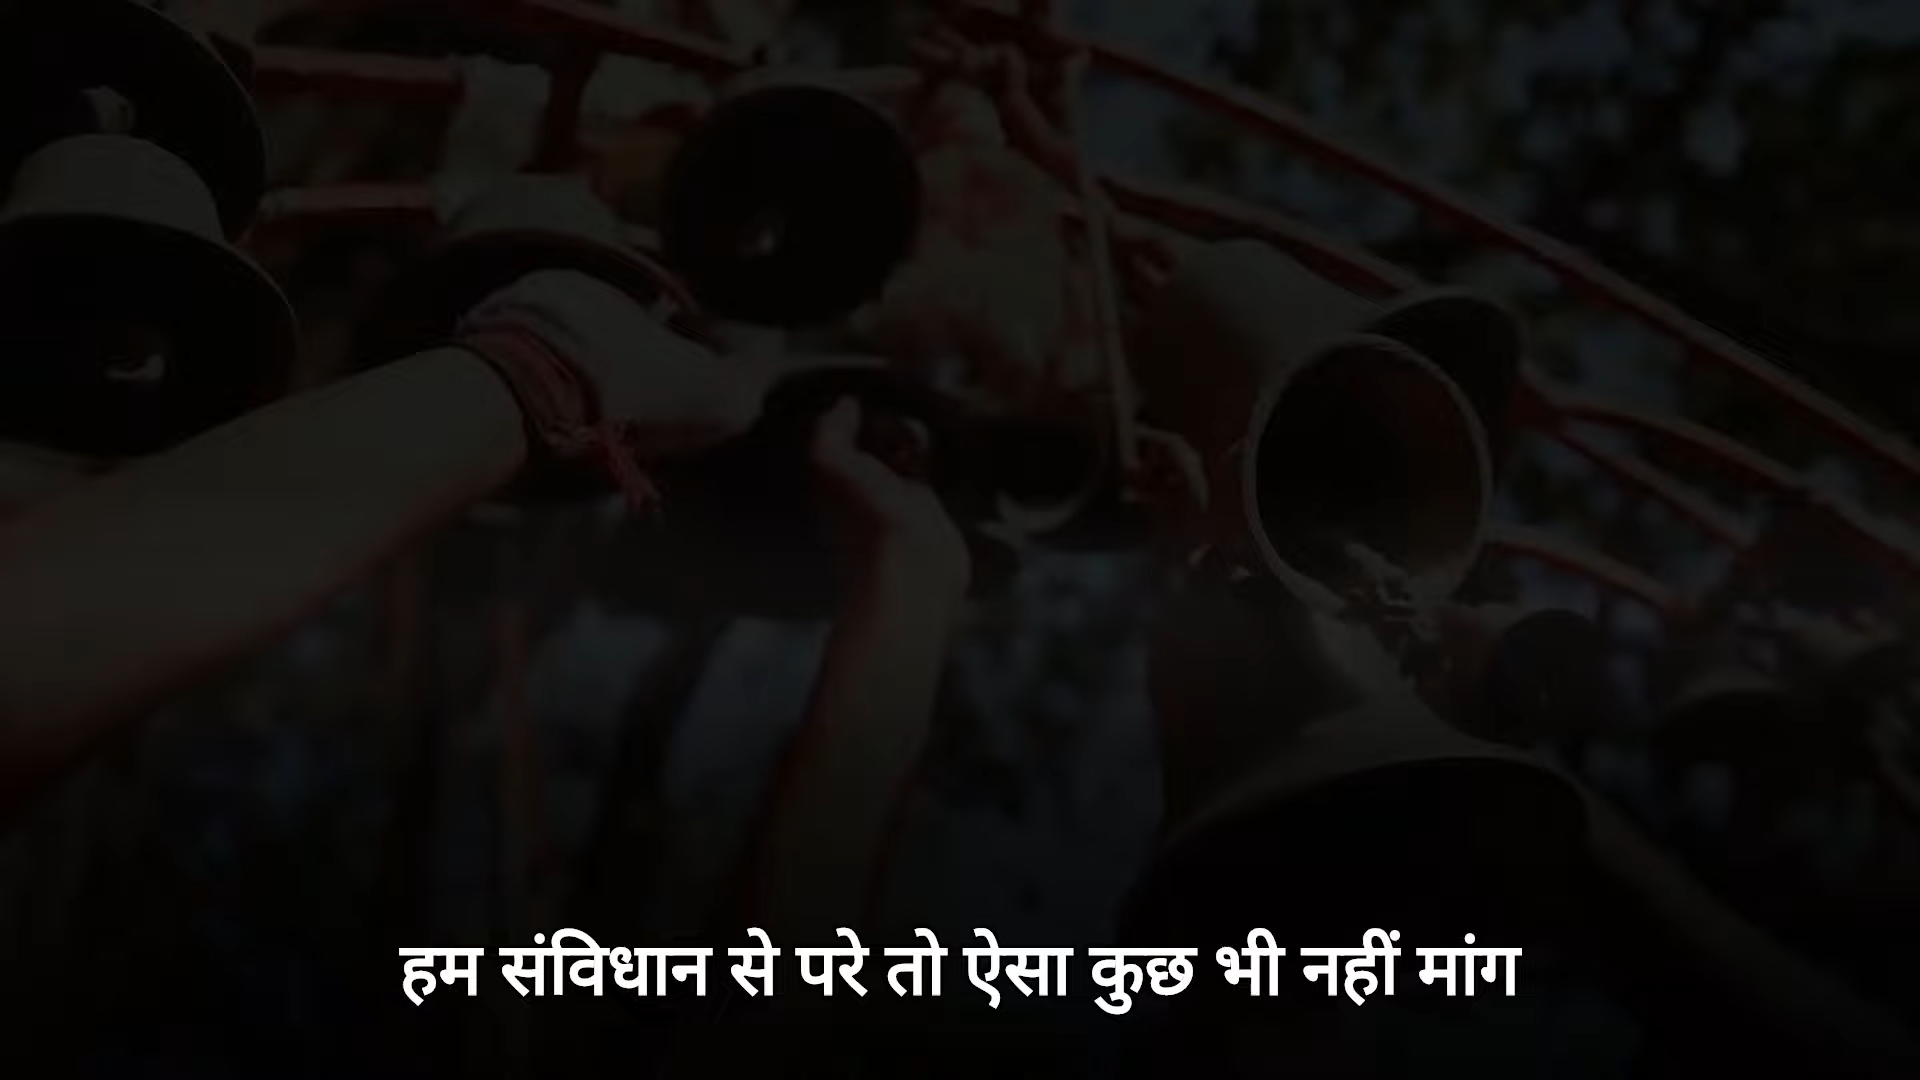 हम संविधान से परे तो ऐसा कुछ भी नहीं मांग